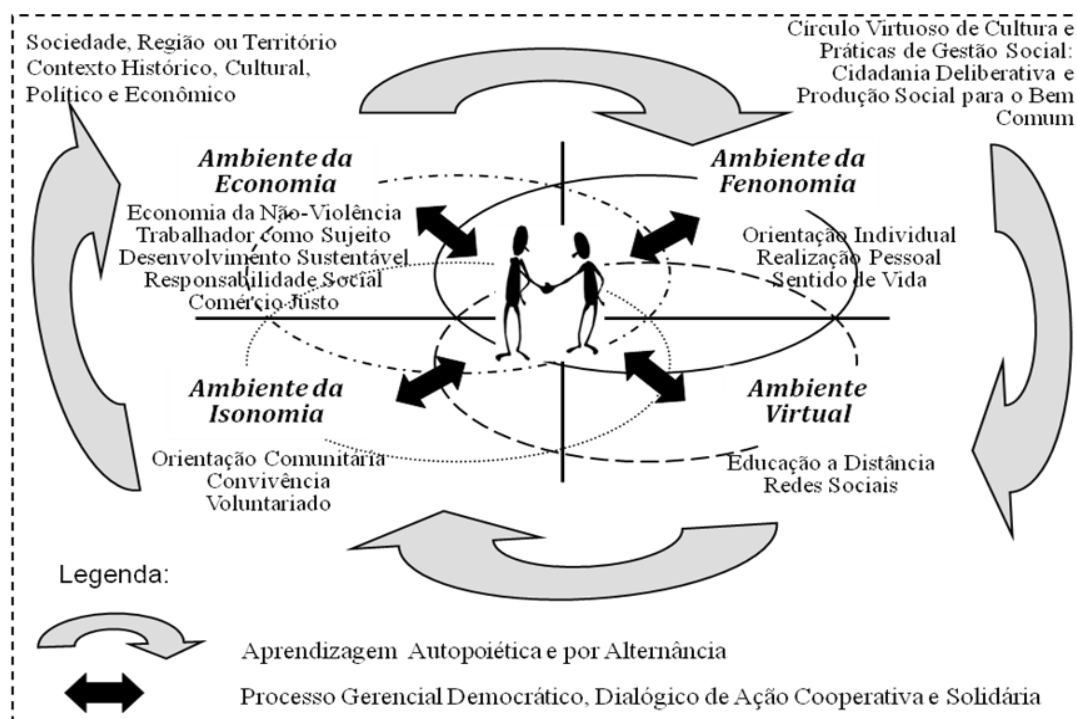 Sociedade, Região ou Território
Contexto Histórico, Cultural,
Político e Econômico
Círculo Virtuoso de Cultura e
Práticas de Gestão Social:
Cidadania Deliberativa e
Produção Social para o Bem
Comum
Ambiente da
Economia
Economia da Não-Violência
Trabalhador como Sujeito
Desenvolvimento Sustentável
Responsabilidade Social
Comércio Justo
Ambiente da
Fenonomia
Orientação Individual
Realização Pessoal
Sentido de Vida
Ambiente da
Isonomia
Orientação Comunitária
Convivência
Voluntariado
Ambiente
Virtual
Educação a Distância
Redes Sociais
Legenda:
Aprendizagem Autopoiética e por Alternância
Processo Gerencial Democrático, Dialógico de Ação Cooperativa e Solidária